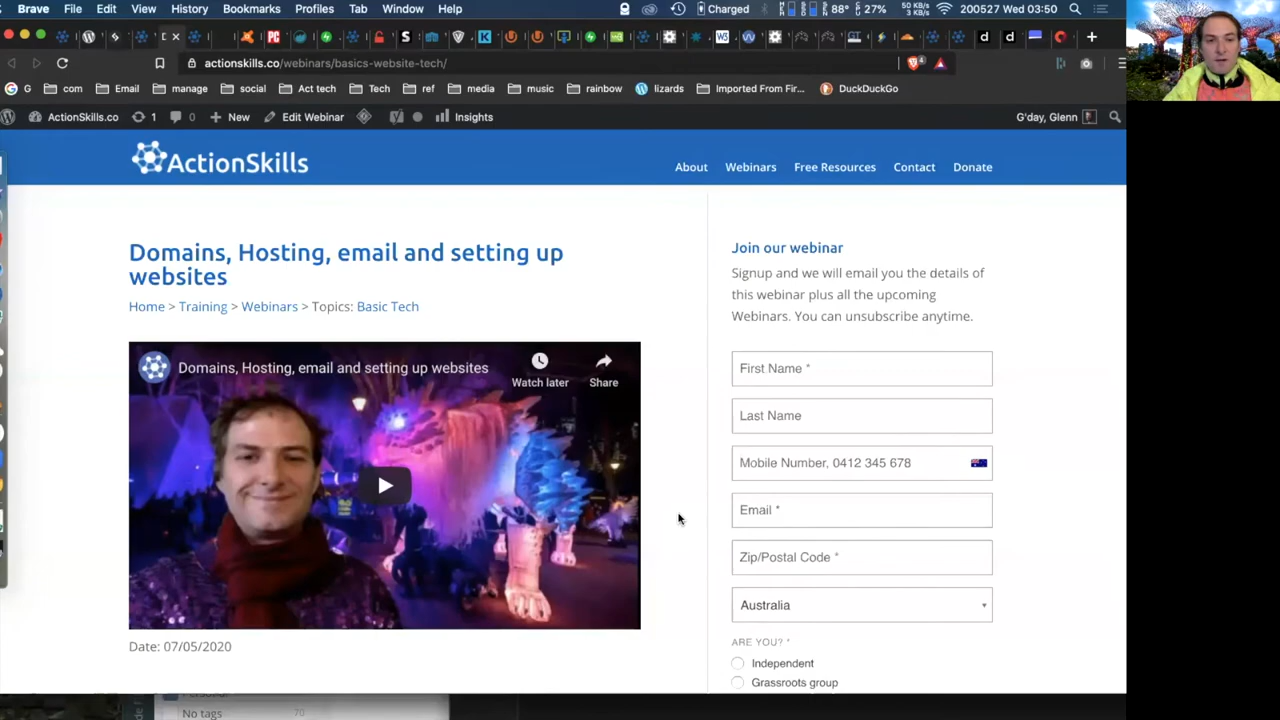 Brave File Edit View History Bookmarks Profiles Tab Window Help
Charged 88° 27% 50 KB/s 3 KB/s 200527 Wed 03:50
actionskills.co/webinars/basics-website-tech/
G com Email manage social Act tech Tech ref media music rainbow lizards Imported From Fir... DuckDuckGo
ActionSkills.co 1 0 New Edit Webinar Insights G'day, Glenn
ActionSkills
About Webinars Free Resources Contact Donate
Domains, Hosting, email and setting up
websites
Home > Training > Webinars > Topics: Basic Tech
Domains, Hosting, email and setting up websites
Watch later Share
Date: 07/05/2020
Join our webinar
Signup and we will email you the details of
this webinar plus all the upcoming
Webinars. You can unsubscribe anytime.
First Name *
Last Name
Mobile Number, 0412 345 678
Email *
Zip/Postal Code *
Australia
ARE YOU? *
Independent
Grassroots group
No tags 70